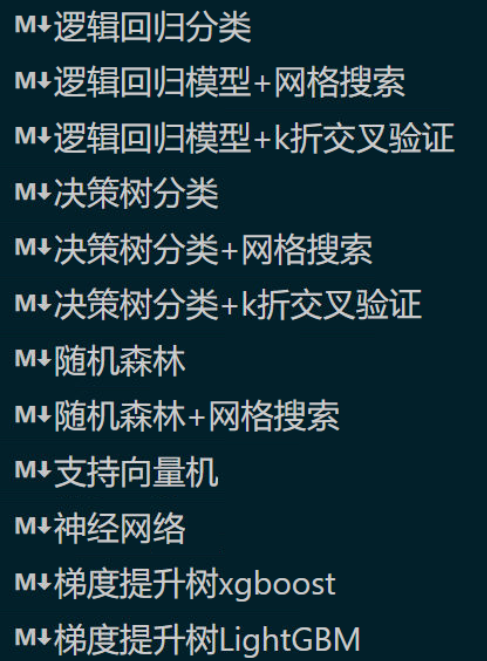 M↓逻辑回归分类
M↓逻辑回归模型+网格搜索
M↓逻辑回归模型+k折交叉验证
M↓决策树分类
M↓决策树分类+网格搜索
M↓决策树分类+k折交叉验证
M↓随机森林
M↓随机森林+网格搜索
M↓支持向量机
M↓神经网络
M↓梯度提升树xgboost
M↓梯度提升树LightGBM